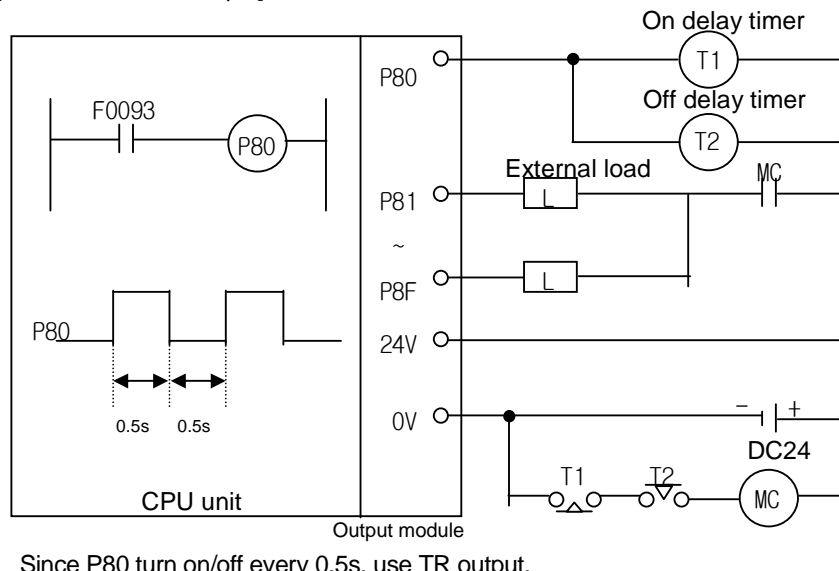 On delay timer
P80
T1
F0093
P80
Off delay timer
T2
External load
MC
P81
L
~
P8F
L
P80
24V
0.5s 0.5s
0V
- +
DC24
T1 T2
MC
CPU unit
Output module
Since P80 turn on/off every 0.5s, use TR output.